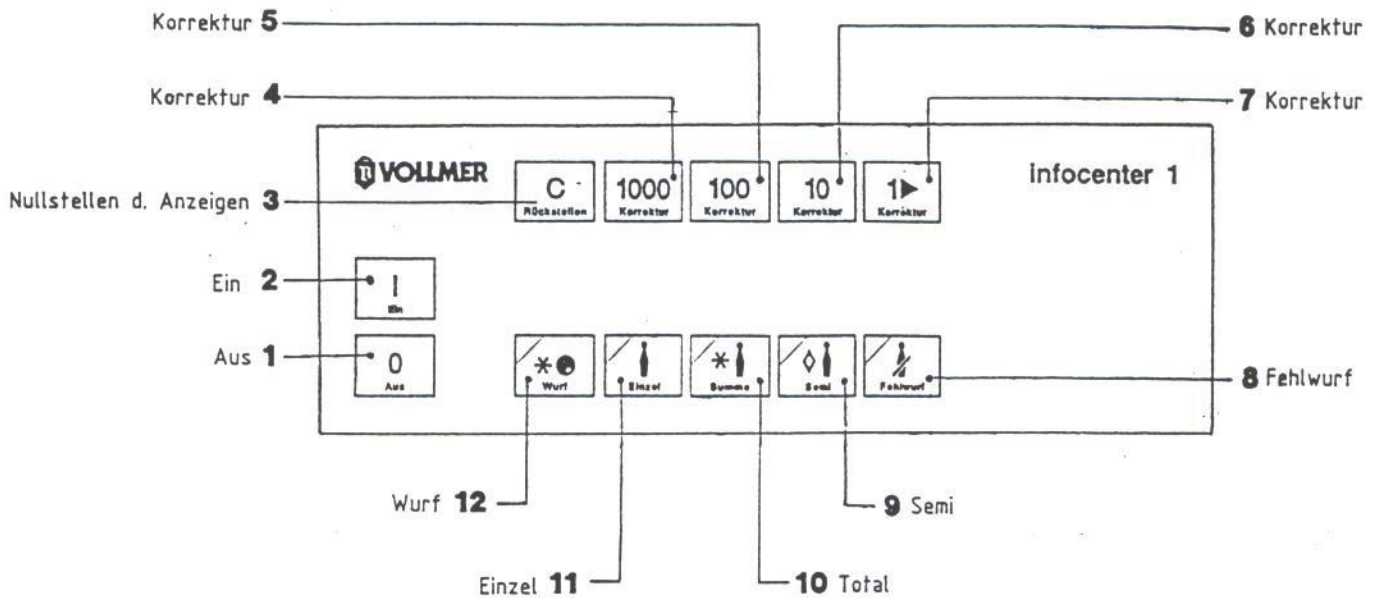 Korrektur 5
6 Korrektur
Korrektur 4
7 Korrektur
VOLLMER
infocenter 1
C
Rückstellen
1000
Korrektur
100
Korrektur
10
Korrektur
1
Korrektur
Nullstellen d. Anzeigen 3
Ein 2
I
Ein
Aus 1
0
Aus
Wurf
Einzel
Summe
Semi
Fehlwurf
8 Fehlwurf
Wurf 12
9 Semi
Einzel 11
10 Total